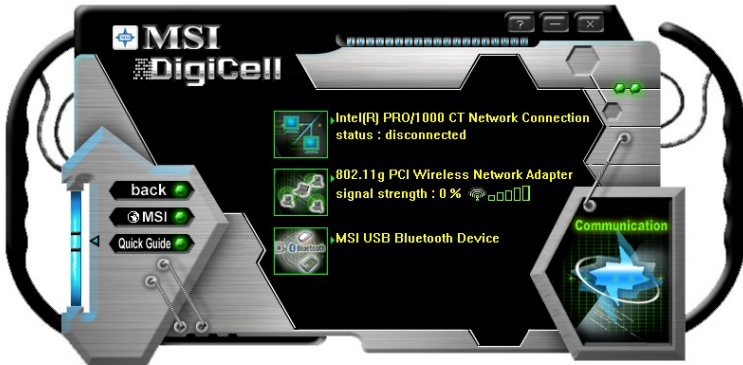 ? — X
MSI
DigiCell
Intel(R) PRO/1000 CT Network Connection
status : disconnected
802.11g PCI Wireless Network Adapter
signal strength : 0 %
Bluetooth
MSI USB Bluetooth Device
back
MSI
Quick Guide
Communication